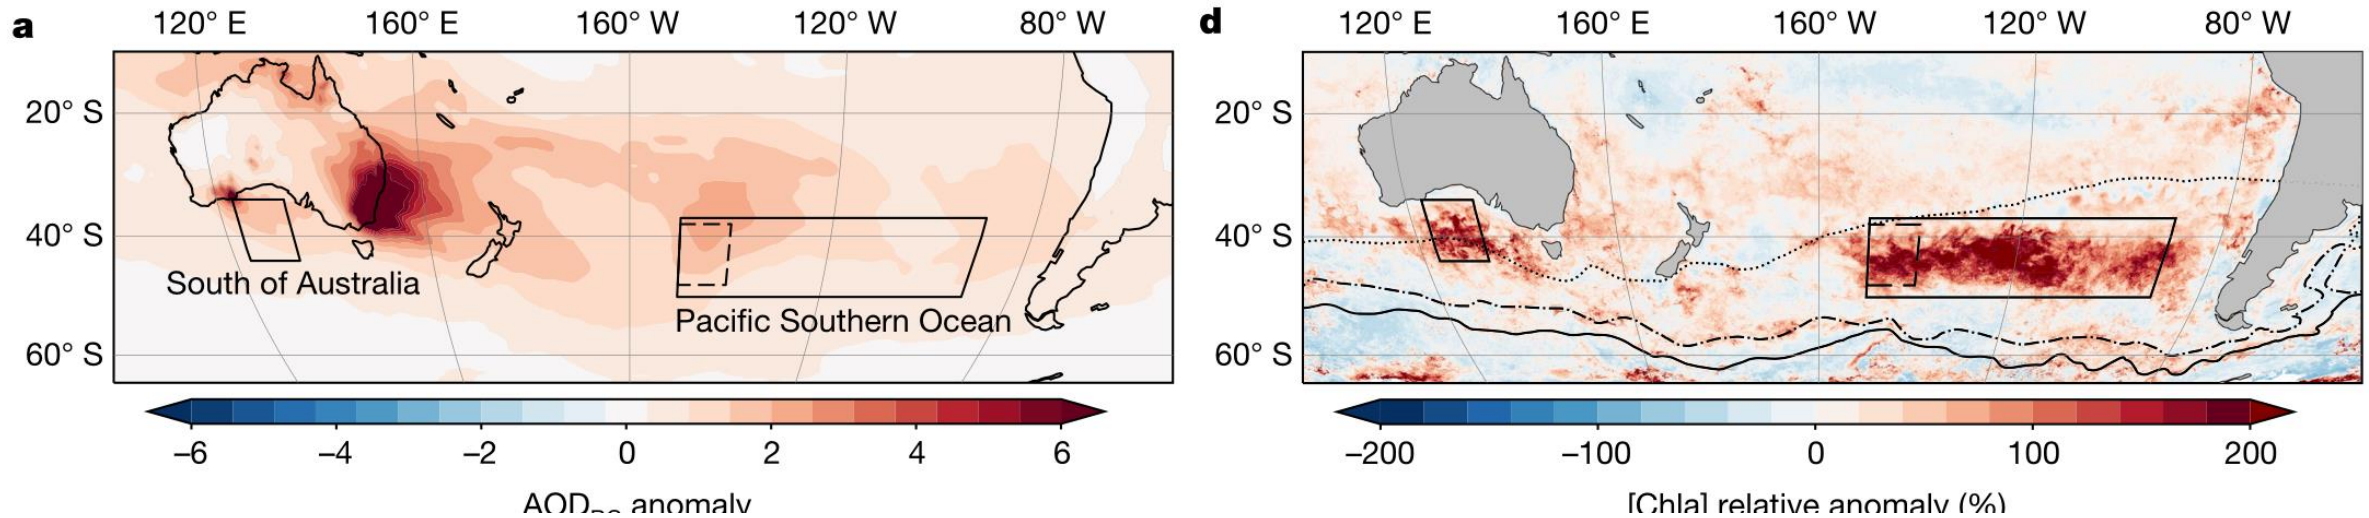 a
120° E 160° E 160° W 120° W 80° W
20° S
40° S
60° S
South of Australia
Pacific Southern Ocean
–6 –4 –2 0 2 4 6
AOD anomaly
d
120° E 160° E 160° W 120° W 80° W
20° S
40° S
60° S
–200 –100 0 100 200
[Chla] relative anomaly (%)